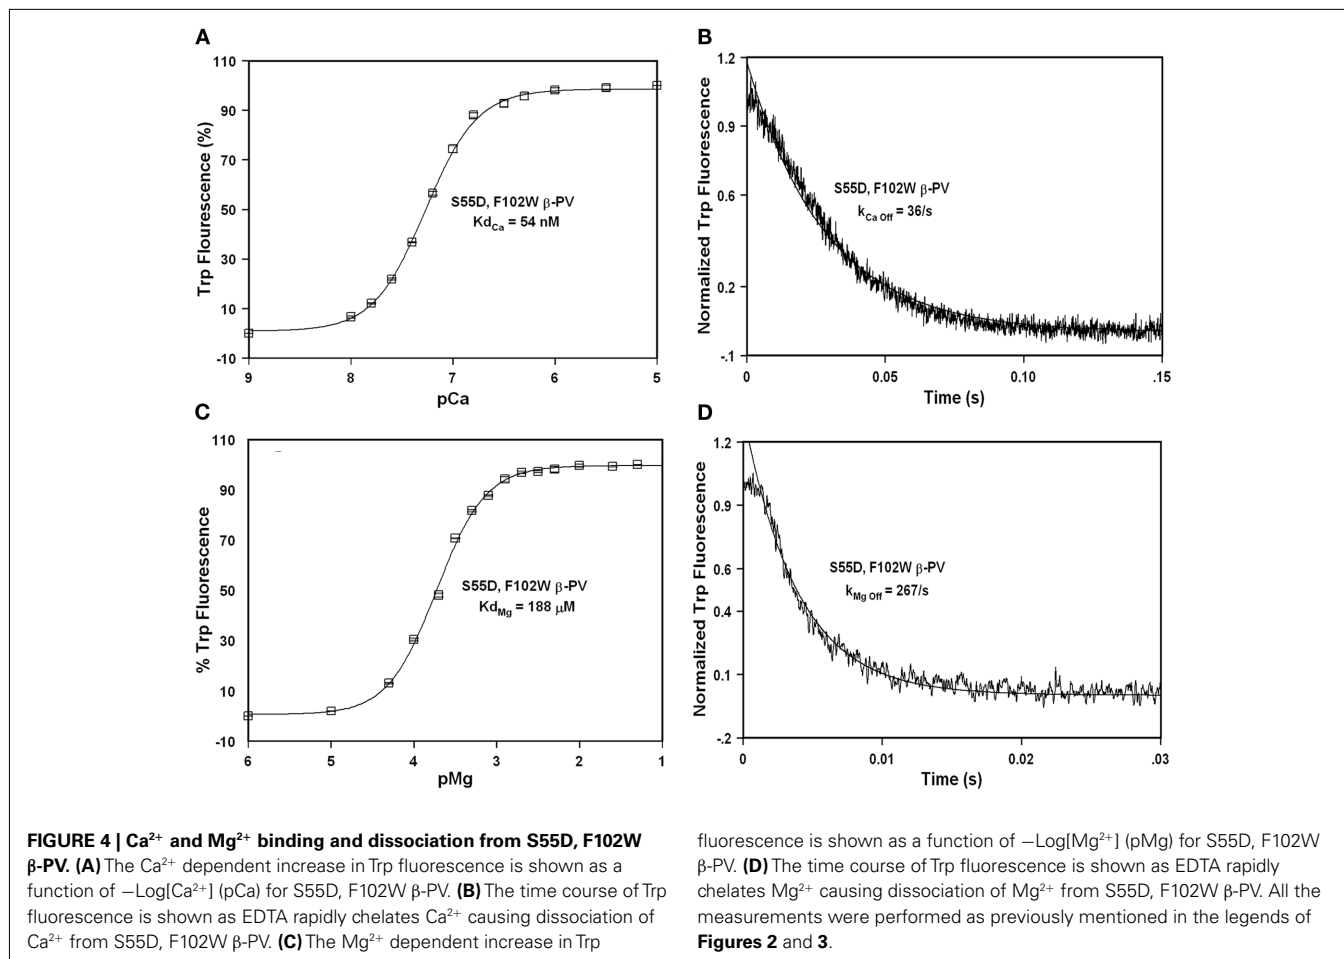 A
110
90
70
50
30
10
-10
Trp Flourescence (%)
S55D, F102W β-PV
Kd_Ca = 54 nM
9 8 7 6 5
pCa
B
1.2
0.9
0.6
0.2
-.1
Normalized Trp Fluorescence
S55D, F102W β-PV
k_Ca Off = 36/s
0 0.05 0.10 .15
Time (s)
C
110
90
70
50
30
10
-10
% Trp Fluorescence
S55D, F102W β-PV
Kd_Mg = 188 μM
6 5 4 3 2 1
pMg
D
1.2
0.9
0.6
0.4
0.1
-.2
Normalized Trp Fluorescence
S55D, F102W β-PV
k_Mg Off = 267/s
0 0.01 0.02 .03
Time (s)
FIGURE 4 | Ca²⁺ and Mg²⁺ binding and dissociation from S55D, F102W
β-PV. (A) The Ca²⁺ dependent increase in Trp fluorescence is shown as a
function of −Log[Ca²⁺] (pCa) for S55D, F102W β-PV. (B) The time course of Trp
fluorescence is shown as EDTA rapidly chelates Ca²⁺ causing dissociation of
Ca²⁺ from S55D, F102W β-PV. (C) The Mg²⁺ dependent increase in Trp
fluorescence is shown as a function of −Log[Mg²⁺] (pMg) for S55D, F102W
β-PV. (D) The time course of Trp fluorescence is shown as EDTA rapidly
chelates Mg²⁺ causing dissociation of Mg²⁺ from S55D, F102W β-PV. All the
measurements were performed as previously mentioned in the legends of
Figures 2 and 3.